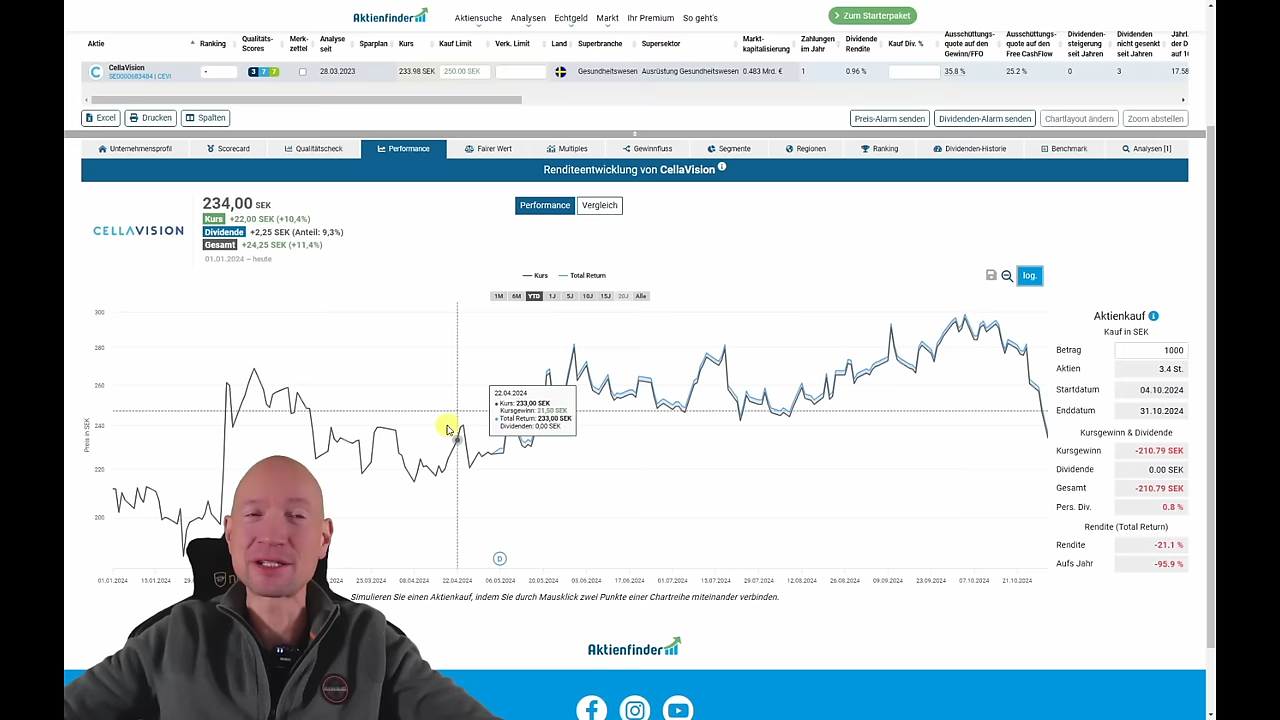 Aktienfinder
Aktiensuche Analysen Echtgeld Markt Ihr Premium So geht's
Zum Starterpaket
Aktie Ranking Qualitäts-Scores Merk-zettel Analyse seit Sparplan Kurs Kauf Limit Verk. Limit Land Superbranche Supersektor Markt-kapitalisierung Zahlungen im Jahr Dividende Rendite Kauf Div. % Ausschüttungs-quote auf den Gewinn/FFO Ausschüttungs-quote auf den Free CashFlow Dividenden-steigerung seit Jahren Dividenden nicht gesenkt seit Jahren Jährl. der D auf 1
CellaVision
SE0000683484 | CEVI
- 3 7 7 28.03.2023 233.98 SEK 250.00 SEK Gesundheitswesen Ausrüstung Gesundheitswesen 0.483 Mrd. € 1 0.96 % 35.8 % 25.2 % 0 3 17.58
Excel Drucken Spalten Preis-Alarm senden Dividenden-Alarm senden Chartlayout ändern Zoom abstellen
Unternehmensprofil Scorecard Qualitätscheck Performance Fairer Wert Multiples Gewinnfluss Segmente Regionen Ranking Dividenden-Historie Benchmark Analysen [1]
Renditeentwicklung von CellaVision
CELLAVISION
234,00 SEK
Kurs +22,00 SEK (+10,4%)
Dividende +2,25 SEK (Anteil: 9,3%)
Gesamt +24,25 SEK (+11,4%)
01.01.2024 – heute
Performance Vergleich
Kurs Total Return
log.
1M 6M YTD 1J 5J 10J 15J 20J Alle
300
280
260
240
220
200
Preis in SEK
22.04.2024
Kurs: 233,00 SEK
Kursgewinn: 21,50 SEK
Total Return: 233,00 SEK
Dividenden: 0,00 SEK
D
01.01.2024 15.01.2024 29. 2024 23.03.2024 08.04.2024 22.04.2024 06.05.2024 20.05.2024 03.06.2024 17.06.2024 01.07.2024 15.07.2024 29.07.2024 12.08.2024 26.08.2024 09.09.2024 23.09.2024 07.10.2024 21.10.2024
Simulieren Sie einen Aktienkauf, indem Sie durch Mausklick zwei Punkte einer Chartreihe miteinander verbinden.
Aktienkauf
Kauf in SEK
Betrag 1000
Aktien 3.4 St.
Startdatum 04.10.2024
Enddatum 31.10.2024
Kursgewinn & Dividende
Kursgewinn -210.79 SEK
Dividende 0.00 SEK
Gesamt -210.79 SEK
Pers. Div. 0.8 %
Rendite (Total Return)
Rendite -21.1 %
Aufs Jahr -95.9 %
Aktienfinder